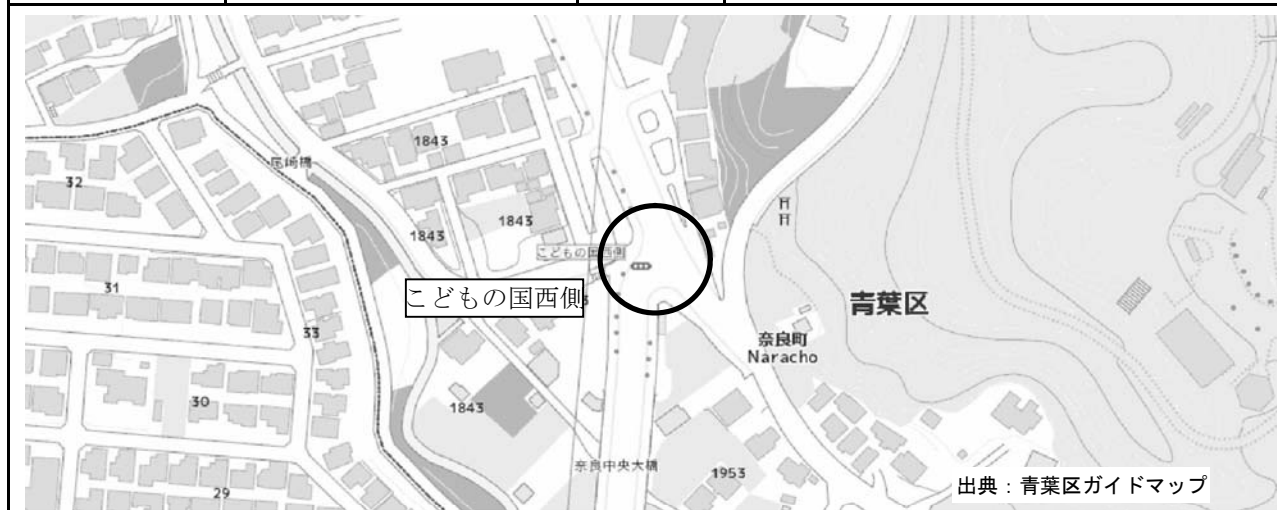 1843
尾崎橋
32
1843
1843
1843
こどもの国西側
こどもの国西側
31
33
青葉区
奈良町
Naracho
30
1843
奈良中央大橋
1953
29
出典：青葉区ガイドマップ